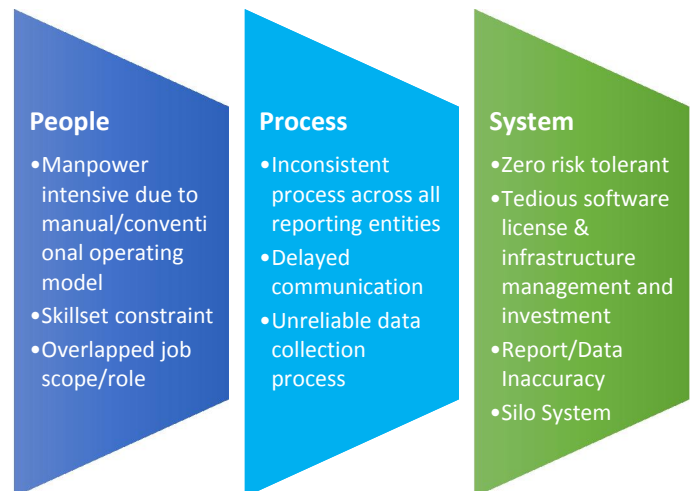 People
•Manpower
intensive due to
manual/conventi
onal operating
model
•Skillset constraint
•Overlapped job
scope/role
Process
•Inconsistent
process across all
reporting entities
•Delayed
communication
•Unreliable data
collection
process
System
•Zero risk tolerant
•Tedious software
license &
infrastructure
management and
investment
•Report/Data
Inaccuracy
•Silo System